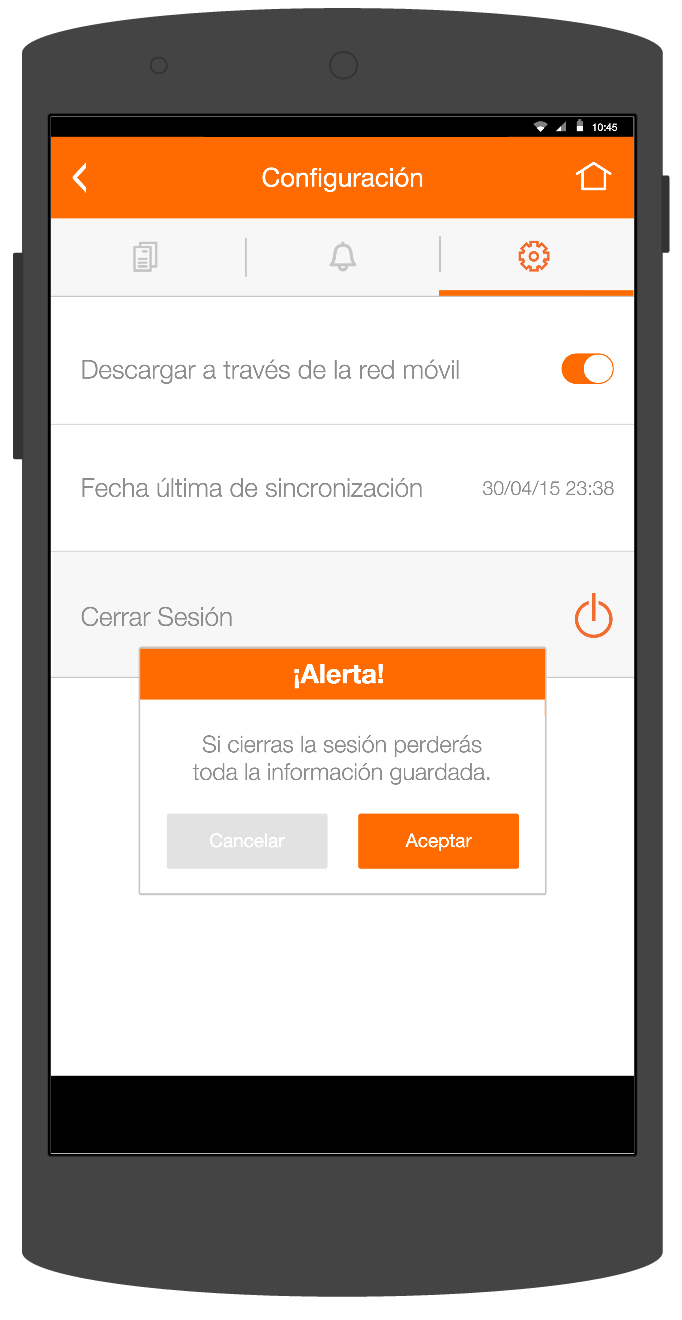 10:45
Configuración
Descargar a través de la red móvil
Fecha última de sincronización 30/04/15 23:38
Cerrar Sesión
¡Alerta!
Si cierras la sesión perderás
toda la información guardada.
Cancelar Aceptar